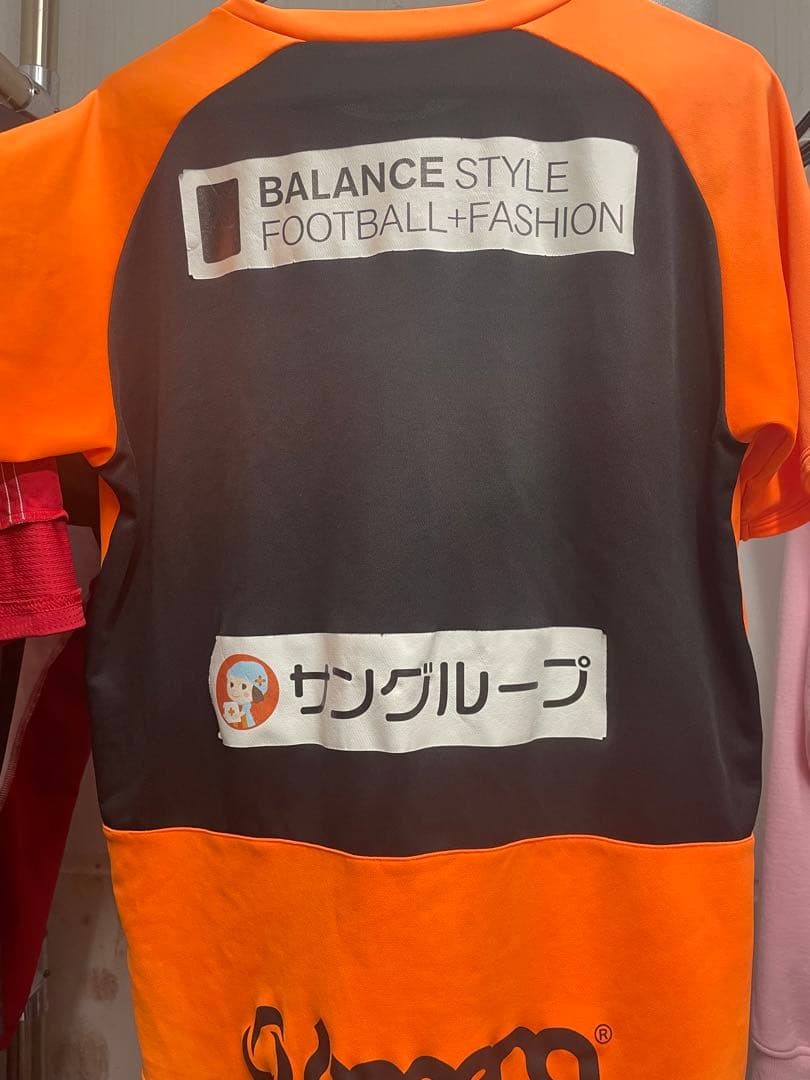 BALANCE STYLE
FOOTBALL+FASHION
サングループ
®